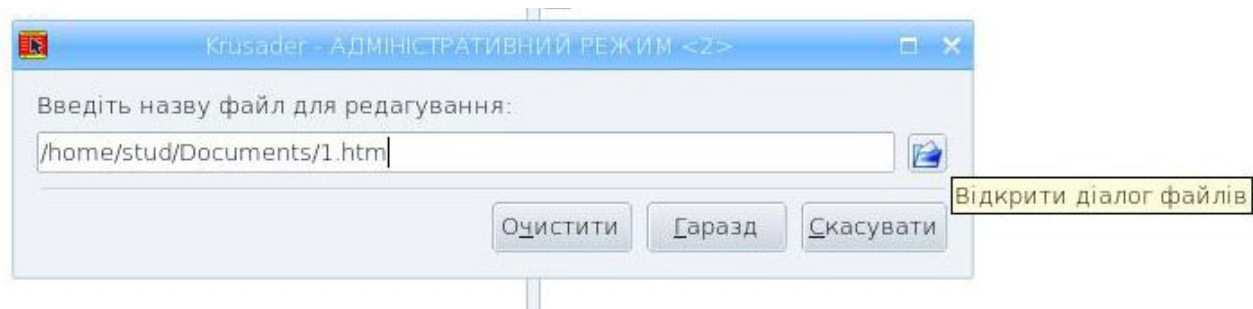 Krusader - АДМІНІСТРАТИВНИЙ РЕЖИМ <2>
Введіть назву файл для редагування:
/home/stud/Documents/1.htm
Відкрити діалог файлів
Очистити Гаразд Скасувати